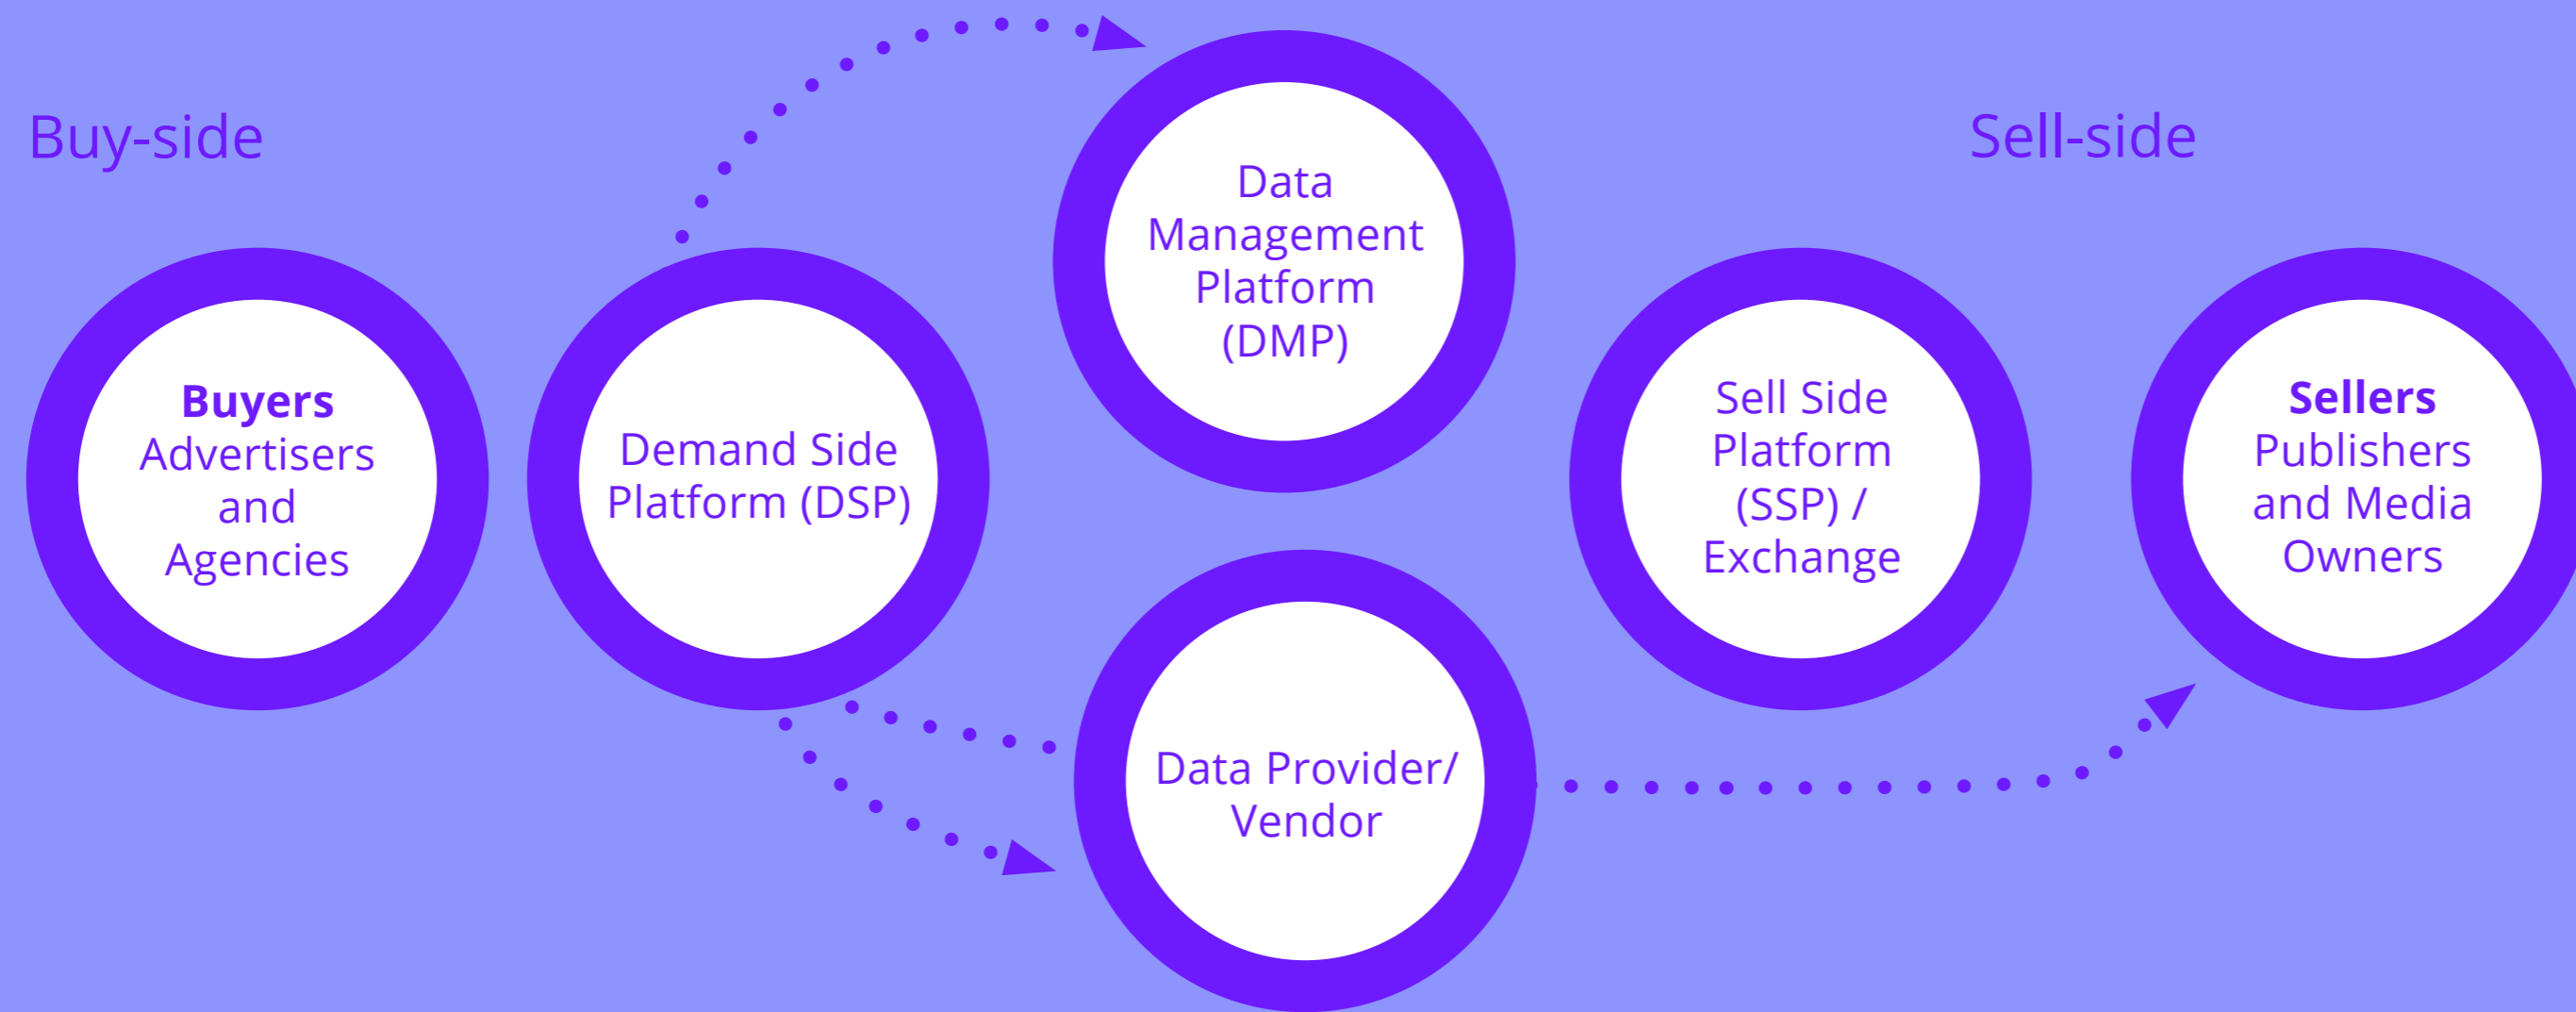 Buy-side
Sell-side
Buyers
Advertisers
and
Agencies
Demand Side
Platform (DSP)
Data
Management
Platform
(DMP)
Data Provider/
Vendor
Sell Side
Platform
(SSP) /
Exchange
Sellers
Publishers
and Media
Owners